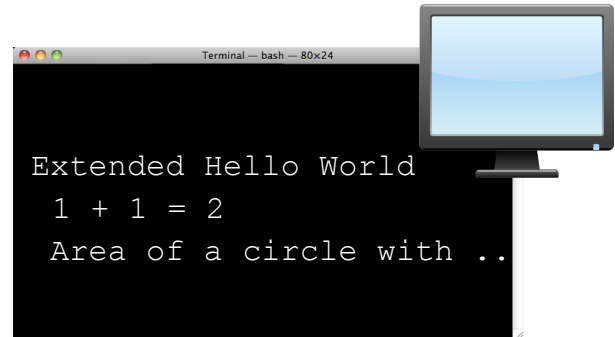 Terminal — bash — 80×24
Extended Hello World
1 + 1 = 2
Area of a circle with ..